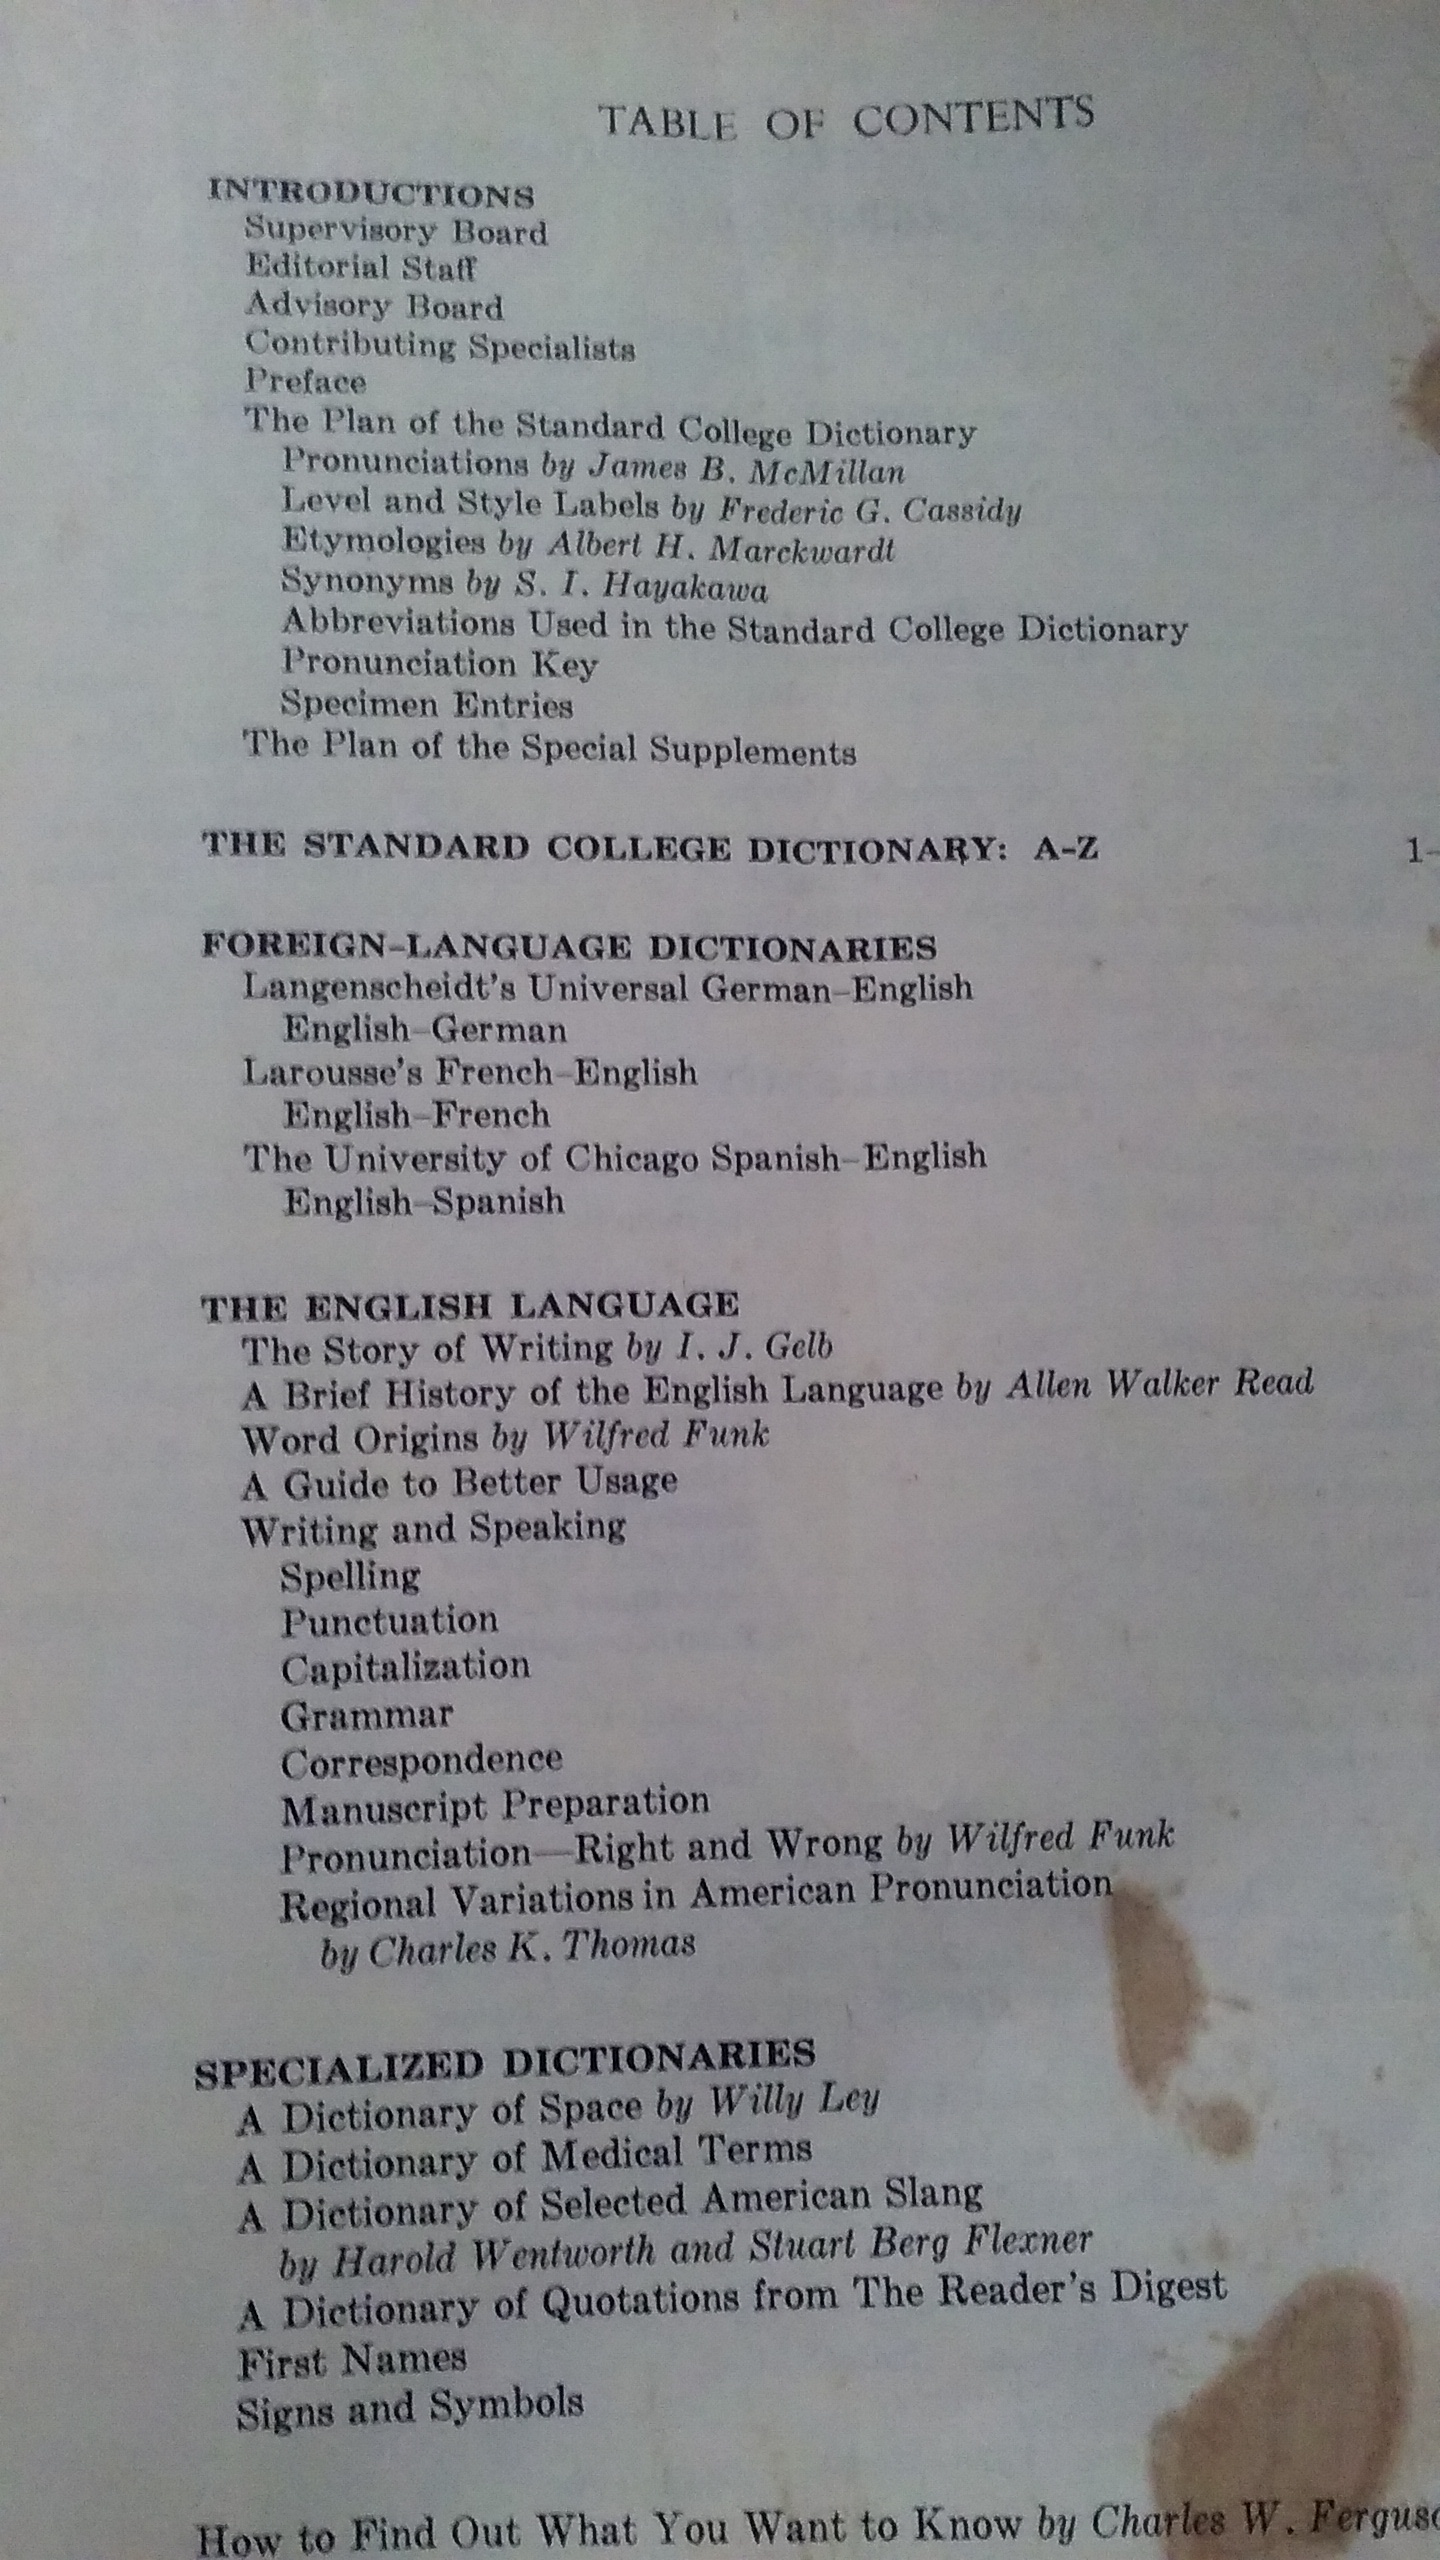 TABLE OF CONTENTS
INTRODUCTIONS
Supervisory Board
Editorial Staff
Advisory Board
Contributing Specialists
Preface
The Plan of the Standard College Dictionary
Pronunciations by James B. McMillan
Level and Style Labels by Frederic G. Cassidy
Etymologies by Albert H. Marckwardt
Synonyms by S. I. Hayakawa
Abbreviations Used in the Standard College Dictionary
Pronunciation Key
Specimen Entries
The Plan of the Special Supplements
THE STANDARD COLLEGE DICTIONARY: A–Z 1–
FOREIGN–LANGUAGE DICTIONARIES
Langenscheidt's Universal German–English
English–German
Larousse's French–English
English–French
The University of Chicago Spanish–English
English–Spanish
THE ENGLISH LANGUAGE
The Story of Writing by I. J. Gelb
A Brief History of the English Language by Allen Walker Read
Word Origins by Wilfred Funk
A Guide to Better Usage
Writing and Speaking
Spelling
Punctuation
Capitalization
Grammar
Correspondence
Manuscript Preparation
Pronunciation—Right and Wrong by Wilfred Funk
Regional Variations in American Pronunciation
by Charles K. Thomas
SPECIALIZED DICTIONARIES
A Dictionary of Space by Willy Ley
A Dictionary of Medical Terms
A Dictionary of Selected American Slang
by Harold Wentworth and Stuart Berg Flexner
A Dictionary of Quotations from The Reader's Digest
First Names
Signs and Symbols
How to Find Out What You Want to Know by Charles W.